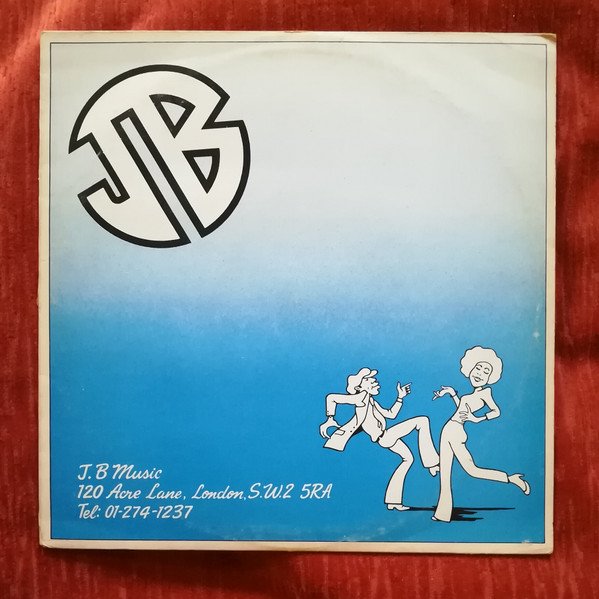 JB
J.B Music
120 Acre Lane, London, S.W.2 5RA
Tel: 01-274-1237